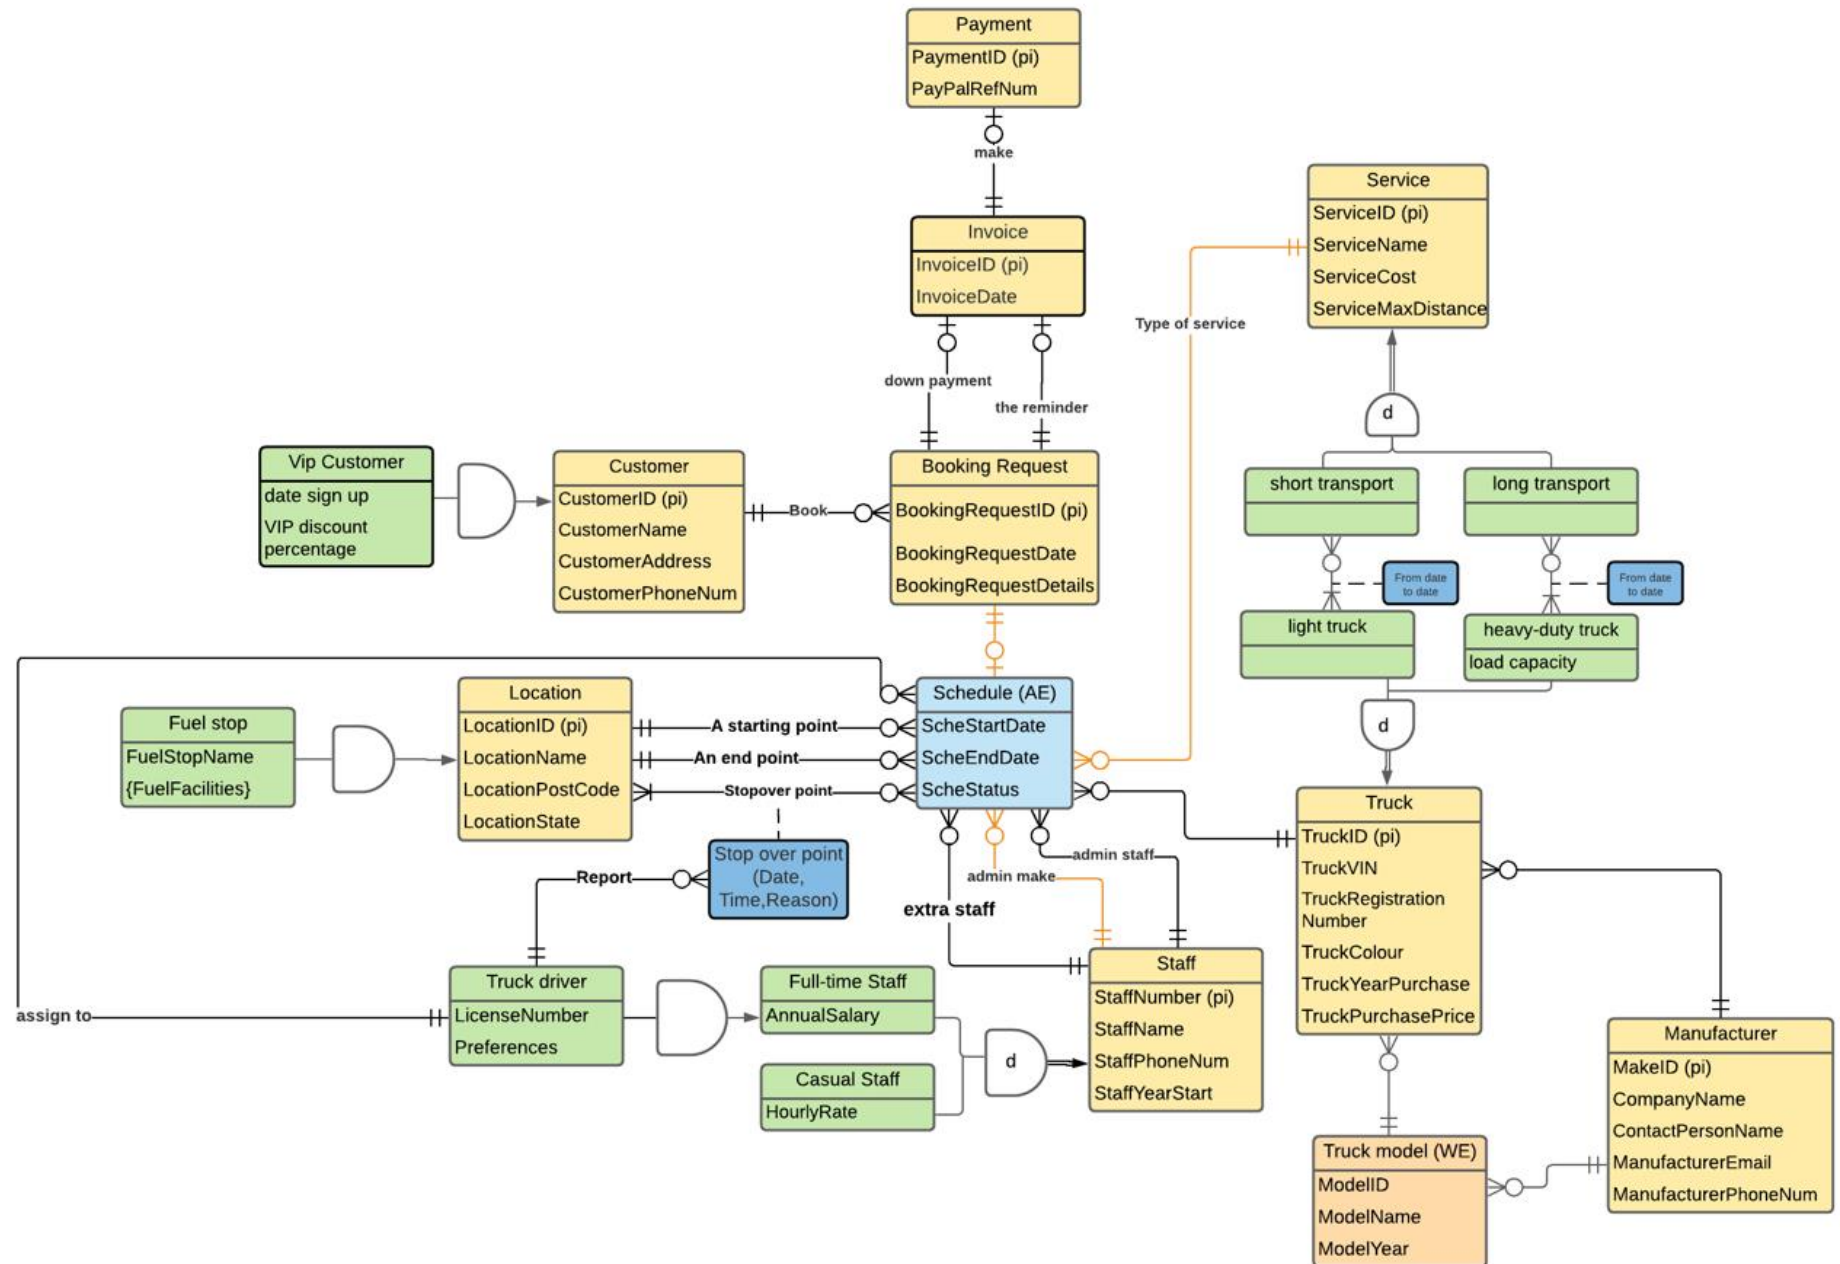 Payment
PaymentID (pi)
PayPalRefNum
make
Invoice
InvoiceID (pi)
InvoiceDate
down payment
the reminder
Service
ServiceID (pi)
ServiceName
ServiceCost
ServiceMaxDistance
Type of service
d
short transport
long transport
From date
to date
From date
to date
light truck
heavy-duty truck
load capacity
d
Vip Customer
date sign up
VIP discount
percentage
Customer
CustomerID (pi)
CustomerName
CustomerAddress
CustomerPhoneNum
Book
Booking Request
BookingRequestID (pi)
BookingRequestDate
BookingRequestDetails
Fuel stop
FuelStopName
{FuelFacilities}
Location
LocationID (pi)
LocationName
LocationPostCode
LocationState
A starting point
An end point
Stopover point
Schedule (AE)
ScheStartDate
ScheEndDate
ScheStatus
Stop over point
(Date,
Time,Reason)
Report
admin staff
admin make
extra staff
assign to
Truck driver
LicenseNumber
Preferences
Full-time Staff
AnnualSalary
Casual Staff
HourlyRate
d
Staff
StaffNumber (pi)
StaffName
StaffPhoneNum
StaffYearStart
Truck
TruckID (pi)
TruckVIN
TruckRegistration
Number
TruckColour
TruckYearPurchase
TruckPurchasePrice
Manufacturer
MakeID (pi)
CompanyName
ContactPersonName
ManufacturerEmail
ManufacturerPhoneNum
Truck model (WE)
ModelID
ModelName
ModelYear